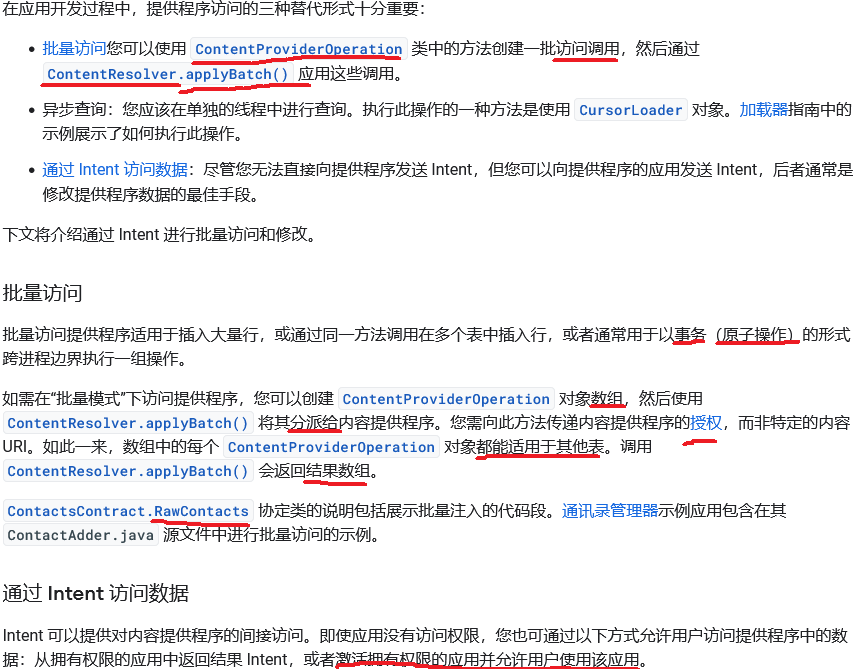 在应用开发过程中，提供程序访问的三种替代形式十分重要：
• 批量访问您可以使用 ContentProviderOperation 类中的方法创建一批访问调用，然后通过
ContentResolver.applyBatch() 应用这些调用。
• 异步查询：您应该在单独的线程中进行查询。执行此操作的一种方法是使用 CursorLoader 对象。加载器指南中的
示例展示了如何执行此操作。
• 通过 Intent 访问数据：尽管您无法直接向提供程序发送 Intent，但您可以向提供程序的应用发送 Intent，后者通常是
修改提供程序数据的最佳手段。
下文将介绍通过 Intent 进行批量访问和修改。
批量访问
批量访问提供程序适用于插入大量行，或通过同一方法调用在多个表中插入行，或者通常用于以事务（原子操作）的形式
跨进程边界执行一组操作。
如需在“批量模式”下访问提供程序，您可以创建 ContentProviderOperation 对象数组，然后使用
ContentResolver.applyBatch() 将其分派给内容提供程序。您需向此方法传递内容提供程序的授权，而非特定的内容
URI。如此一来，数组中的每个 ContentProviderOperation 对象都能适用于其他表。调用
ContentResolver.applyBatch() 会返回结果数组。
ContactsContract.RawContacts 协定类的说明包括展示批量注入的代码段。通讯录管理器示例应用包含在其
ContactAdder.java 源文件中进行批量访问的示例。
通过 Intent 访问数据
Intent 可以提供对内容提供程序的间接访问。即使应用没有访问权限，您也可通过以下方式允许用户访问提供程序中的数
据：从拥有权限的应用中返回结果 Intent，或者激活拥有权限的应用并允许用户使用该应用。